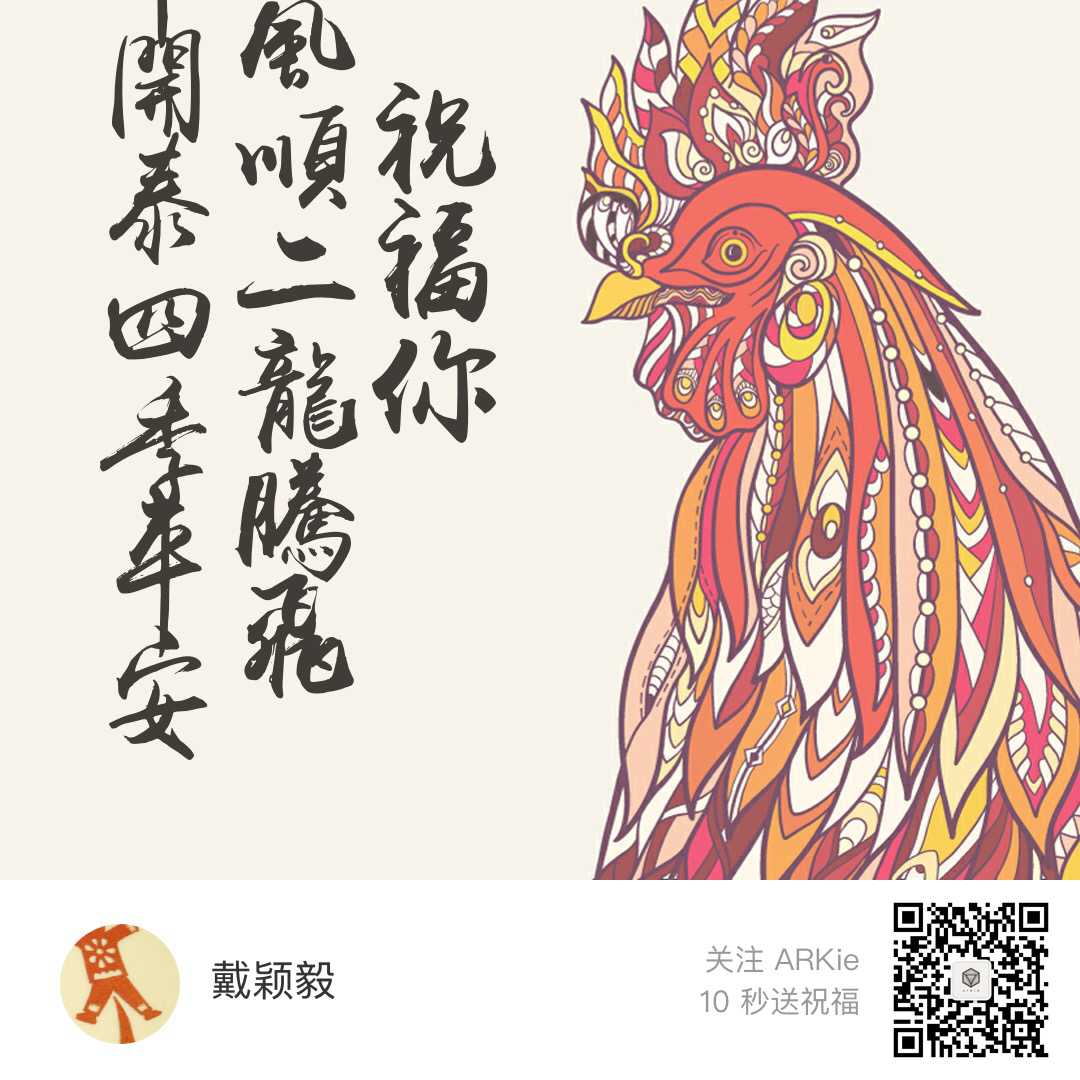 祝福你
風順二龍騰飛
開泰四季平安
戴颖毅
关注 ARKie
10 秒送祝福